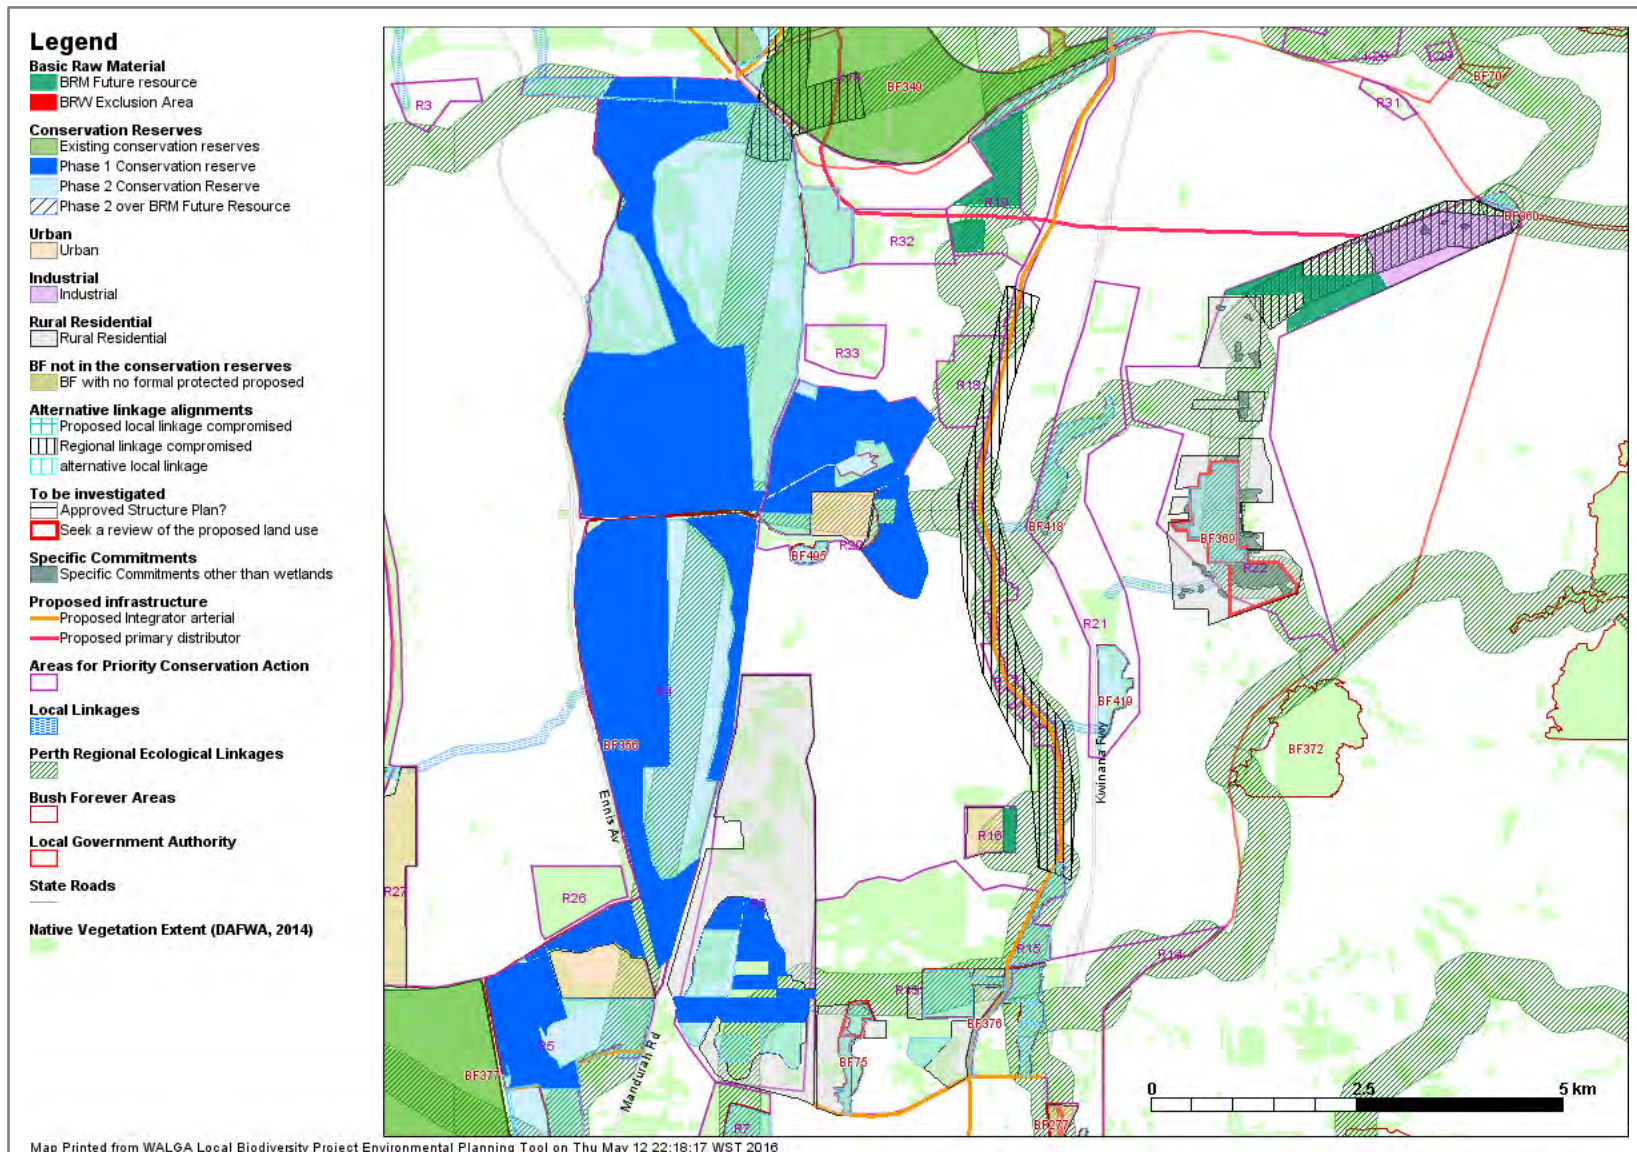 Legend
Basic Raw Material
BRM Future resource
BRW Exclusion Area
Conservation Reserves
Existing conservation reserves
Phase 1 Conservation reserve
Phase 2 Conservation Reserve
Phase 2 over BRM Future Resource
Urban
Urban
Industrial
Industrial
Rural Residential
Rural Residential
BF not in the conservation reserves
BF with no formal protected proposed
Alternative linkage alignments
Proposed local linkage compromised
Regional linkage compromised
alternative local linkage
To be investigated
Approved Structure Plan?
Seek a review of the proposed land use
Specific Commitments
Specific Commitments other than wetlands
Proposed infrastructure
Proposed Integrator arterial
Proposed primary distributor
Areas for Priority Conservation Action
Local Linkages
Perth Regional Ecological Linkages
Bush Forever Areas
Local Government Authority
State Roads
Native Vegetation Extent (DAFWA, 2014)
R3
BF349
BF70
R31
R19
R32
BF360
R33
R18
BF418
BF369
R22
BF495
R20
R21
R4
BF419
BF356
BF372
Kwinana Fwy
Ennis Av
R16
R27
R26
R15
R14
R13
BF376
R5
BF75
BF377
Mandurah Rd
R7
BF277
0
2.5
5 km
Map Printed from WALGA Local Biodiversity Project Environmental Planning Tool on Thu May 12 22:18:17 WST 2016